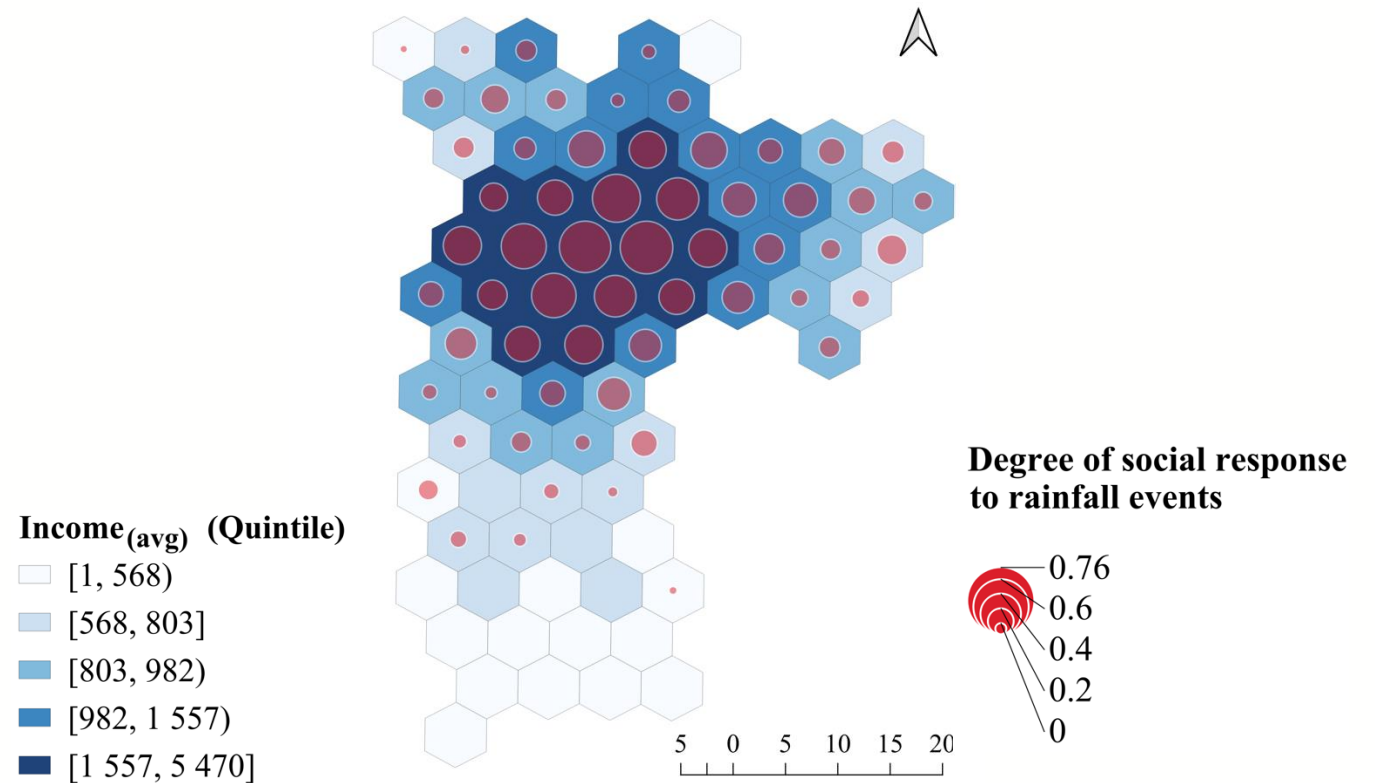 Income(avg) (Quintile)
[1, 568)
[568, 803]
[803, 982)
[982, 1 557)
[1 557, 5 470]
Degree of social response
to rainfall events
0.76
0.6
0.4
0.2
0
5 0 5 10 15 20